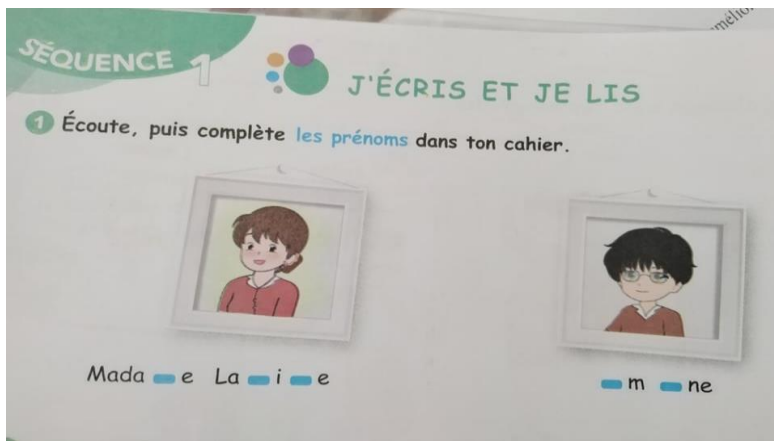 SÉQUENCE 1
J'ÉCRIS ET JE LIS
1 Écoute, puis complète les prénoms dans ton cahier.
Mada e La i e
m ne